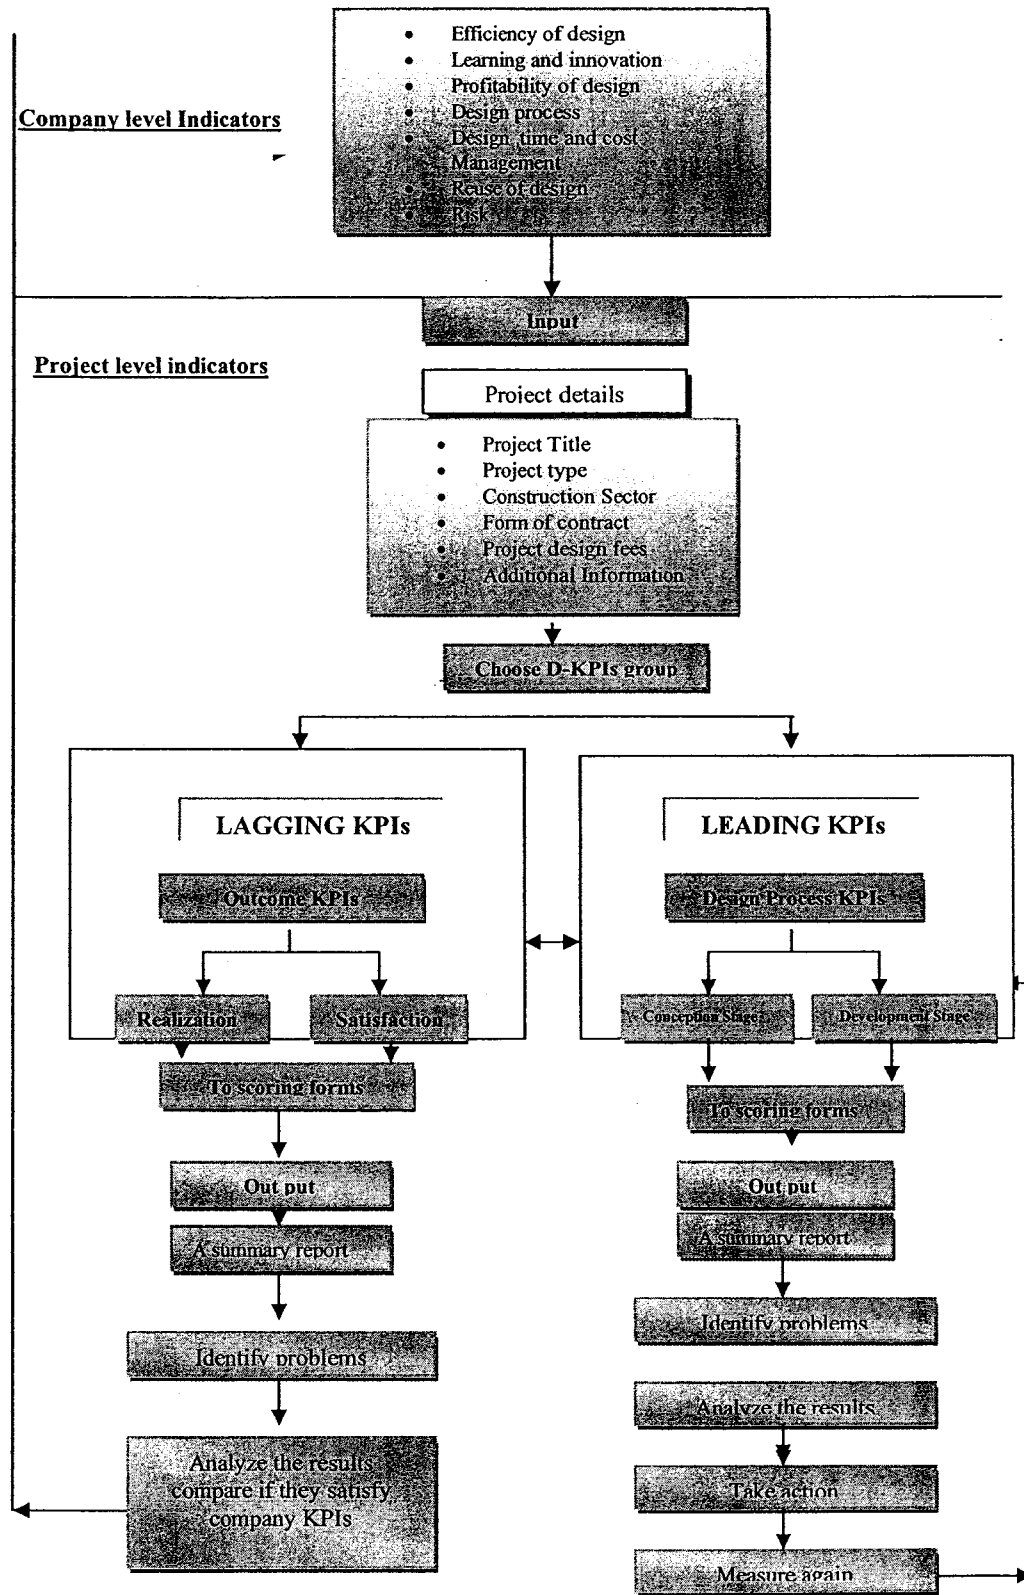 • Efficiency of design
• Learning and innovation
• Profitability of design
• Design process
• Design time and cost
Management
• Reuse of design
• Risk
Company level Indicators
Input
Project level indicators
Project details
• Project Title
• Project type
• Construction Sector
• Form of contract
• Project design fees
• Additional Information
Choose D-KPIs group
LAGGING KPIs
Outcome KPIs
Realization
Satisfaction
To scoring forms
Out put
A summary report
Identify problems
Analyze the results
compare if they satisfy
company KPIs
LEADING KPIs
Design Process KPIs
Conception Stage
Development Stage
To scoring forms
Out put
A summary report
Identify problems
Analyze the results
Take action
Measure again